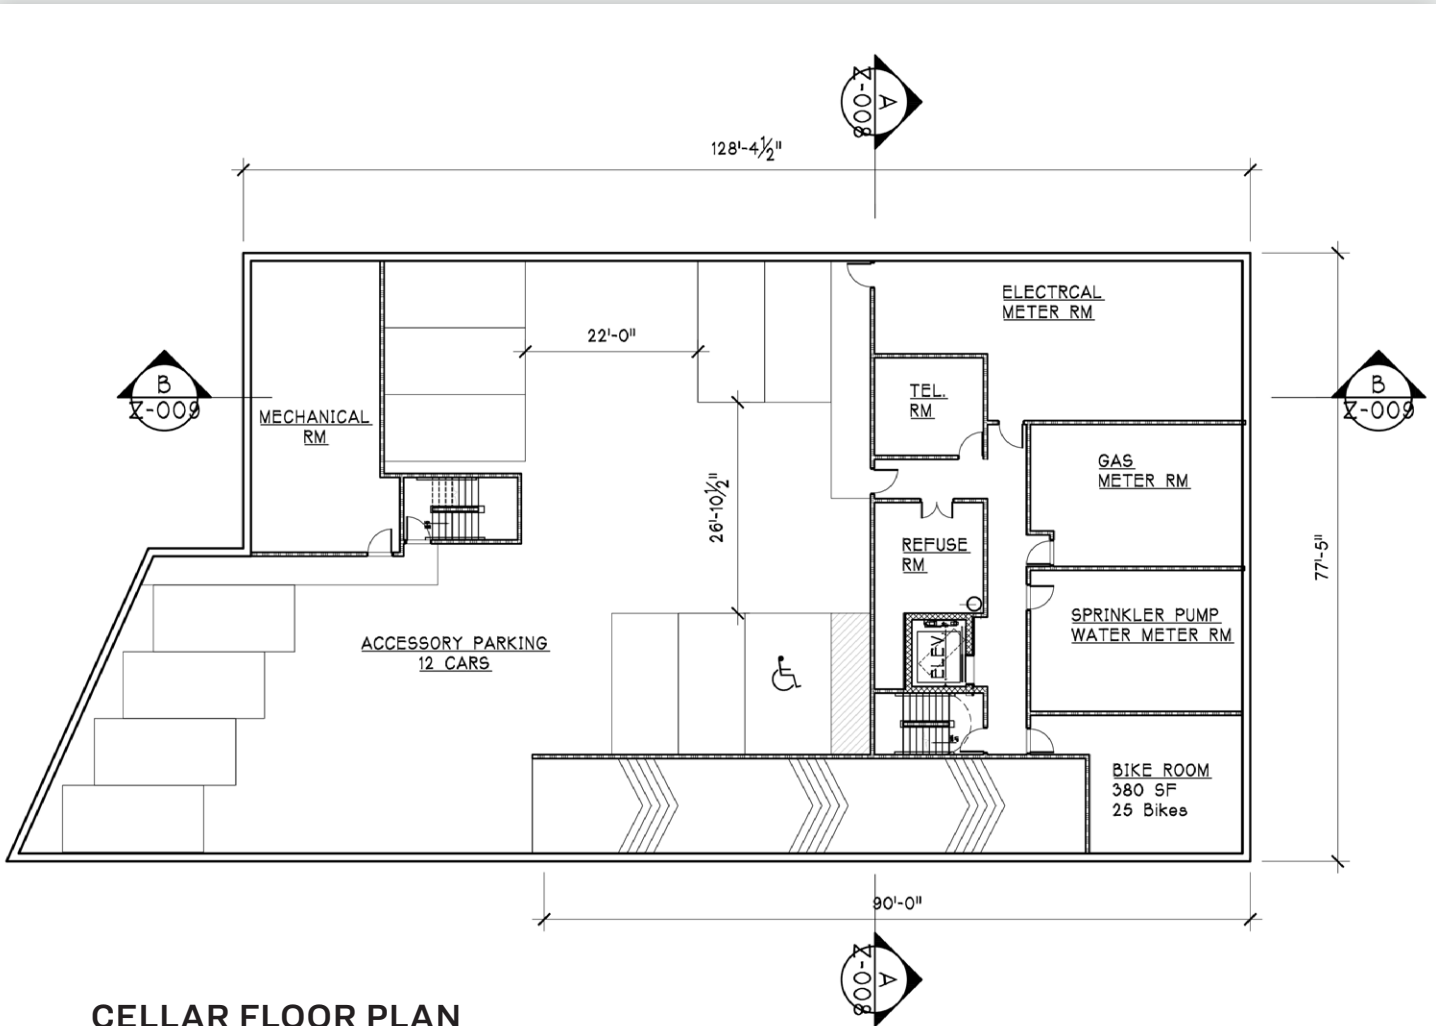 Z-008
A
128'-4½"
ELECTRCAL
METER RM
22'-0"
B
Z-009
B
Z-009
MECHANICAL
RM
TEL.
RM
GAS
METER RM
26'-10½"
REFUSE
RM
77'-5"
ACCESSORY PARKING
12 CARS
SPRINKLER PUMP
WATER METER RM
ELEV
BIKE ROOM
380 SF
25 Bikes
90'-0"
Z-008
A
CELLAR FLOOR PLAN